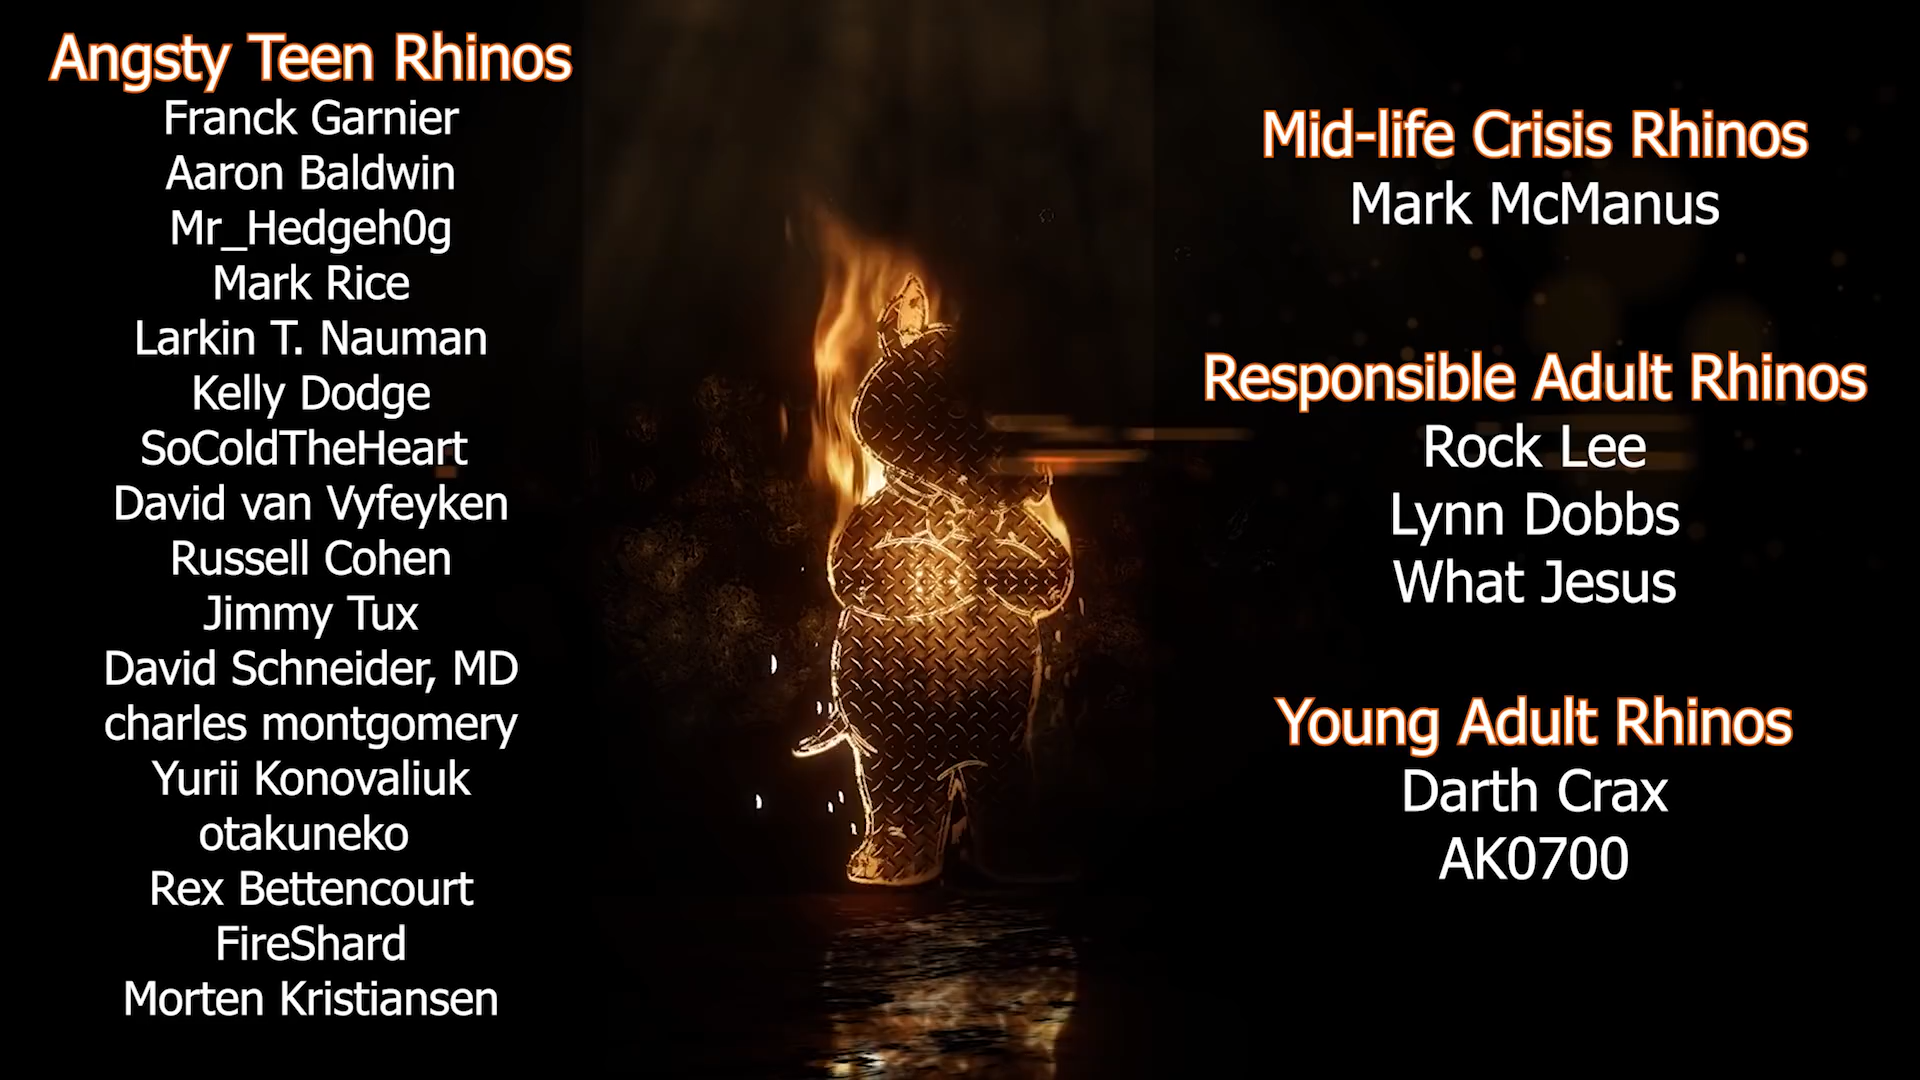 Angsty Teen Rhinos
Franck Garnier
Aaron Baldwin
Mr_Hedgeh0g
Mark Rice
Larkin T. Nauman
Kelly Dodge
SoColdTheHeart
David van Vyfeyken
Russell Cohen
Jimmy Tux
David Schneider, MD
charles montgomery
Yurii Konovaliuk
otakuneko
Rex Bettencourt
FireShard
Morten Kristiansen
Mid-life Crisis Rhinos
Mark McManus
Responsible Adult Rhinos
Rock Lee
Lynn Dobbs
What Jesus
Young Adult Rhinos
Darth Crax
AK0700